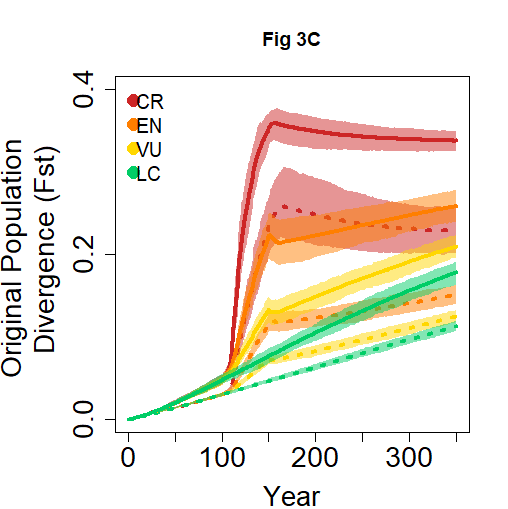 Fig 3C
Original Population
Divergence (Fst)
0.4
0.2
0.0
CR
EN
VU
LC
0
100
200
300
Year